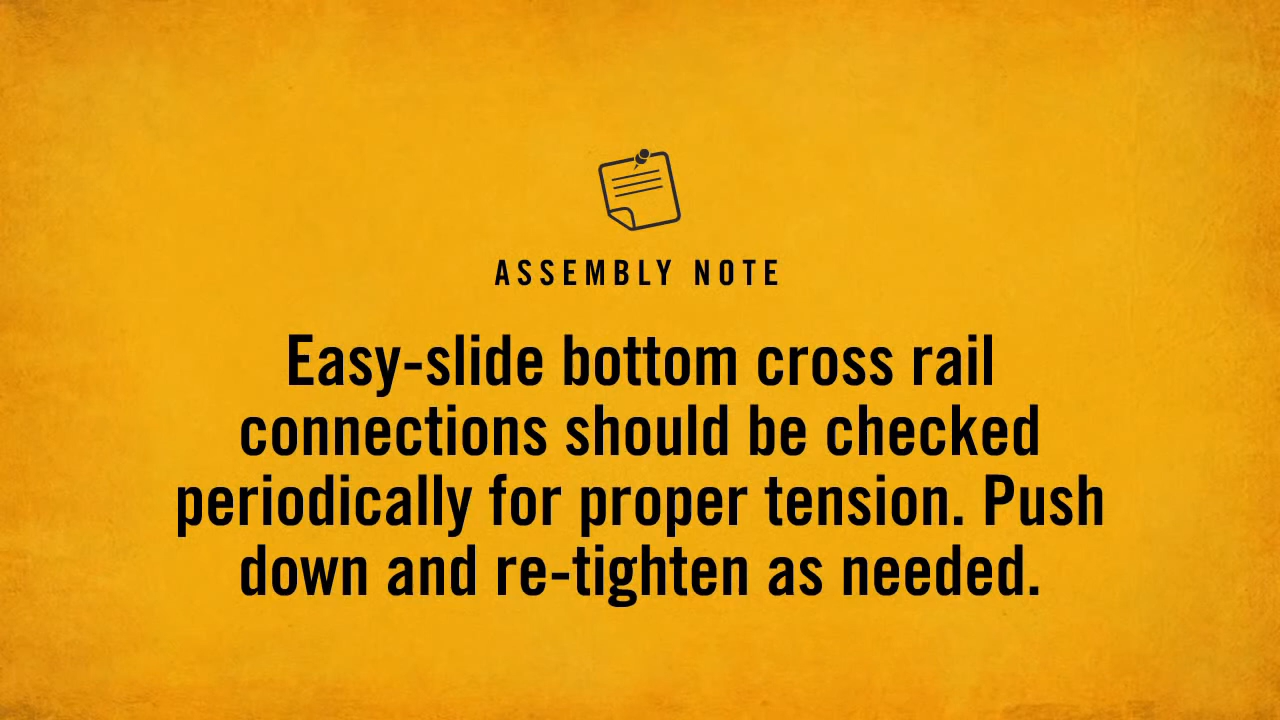 ASSEMBLY NOTE
Easy-slide bottom cross rail
connections should be checked
periodically for proper tension. Push
down and re-tighten as needed.